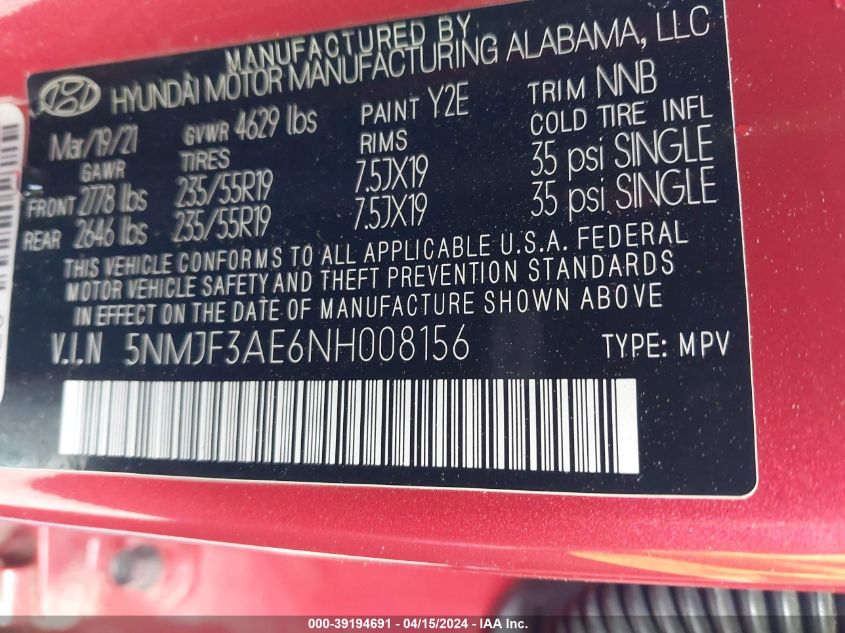 MANUFACTURED BY
HYUNDAI MOTOR MANUFACTURING ALABAMA, LLC
Mar/19/21 GVWR 4629 lbs PAINT Y2E TRIM NNB
GAWR TIRES RIMS COLD TIRE INFL
FRONT 2778 lbs 235/55R19 7.5JX19 35 psi SINGLE
REAR 2646 lbs 235/55R19 7.5JX19 35 psi SINGLE
THIS VEHICLE CONFORMS TO ALL APPLICABLE U.S.A. FEDERAL
MOTOR VEHICLE SAFETY AND THEFT PREVENTION STANDARDS
IN EFFECT ON THE DATE OF MANUFACTURE SHOWN ABOVE.
V.I.N 5NMJF3AE6NH008156 TYPE: MPV
000-39194691 - 04/15/2024 - IAA Inc.